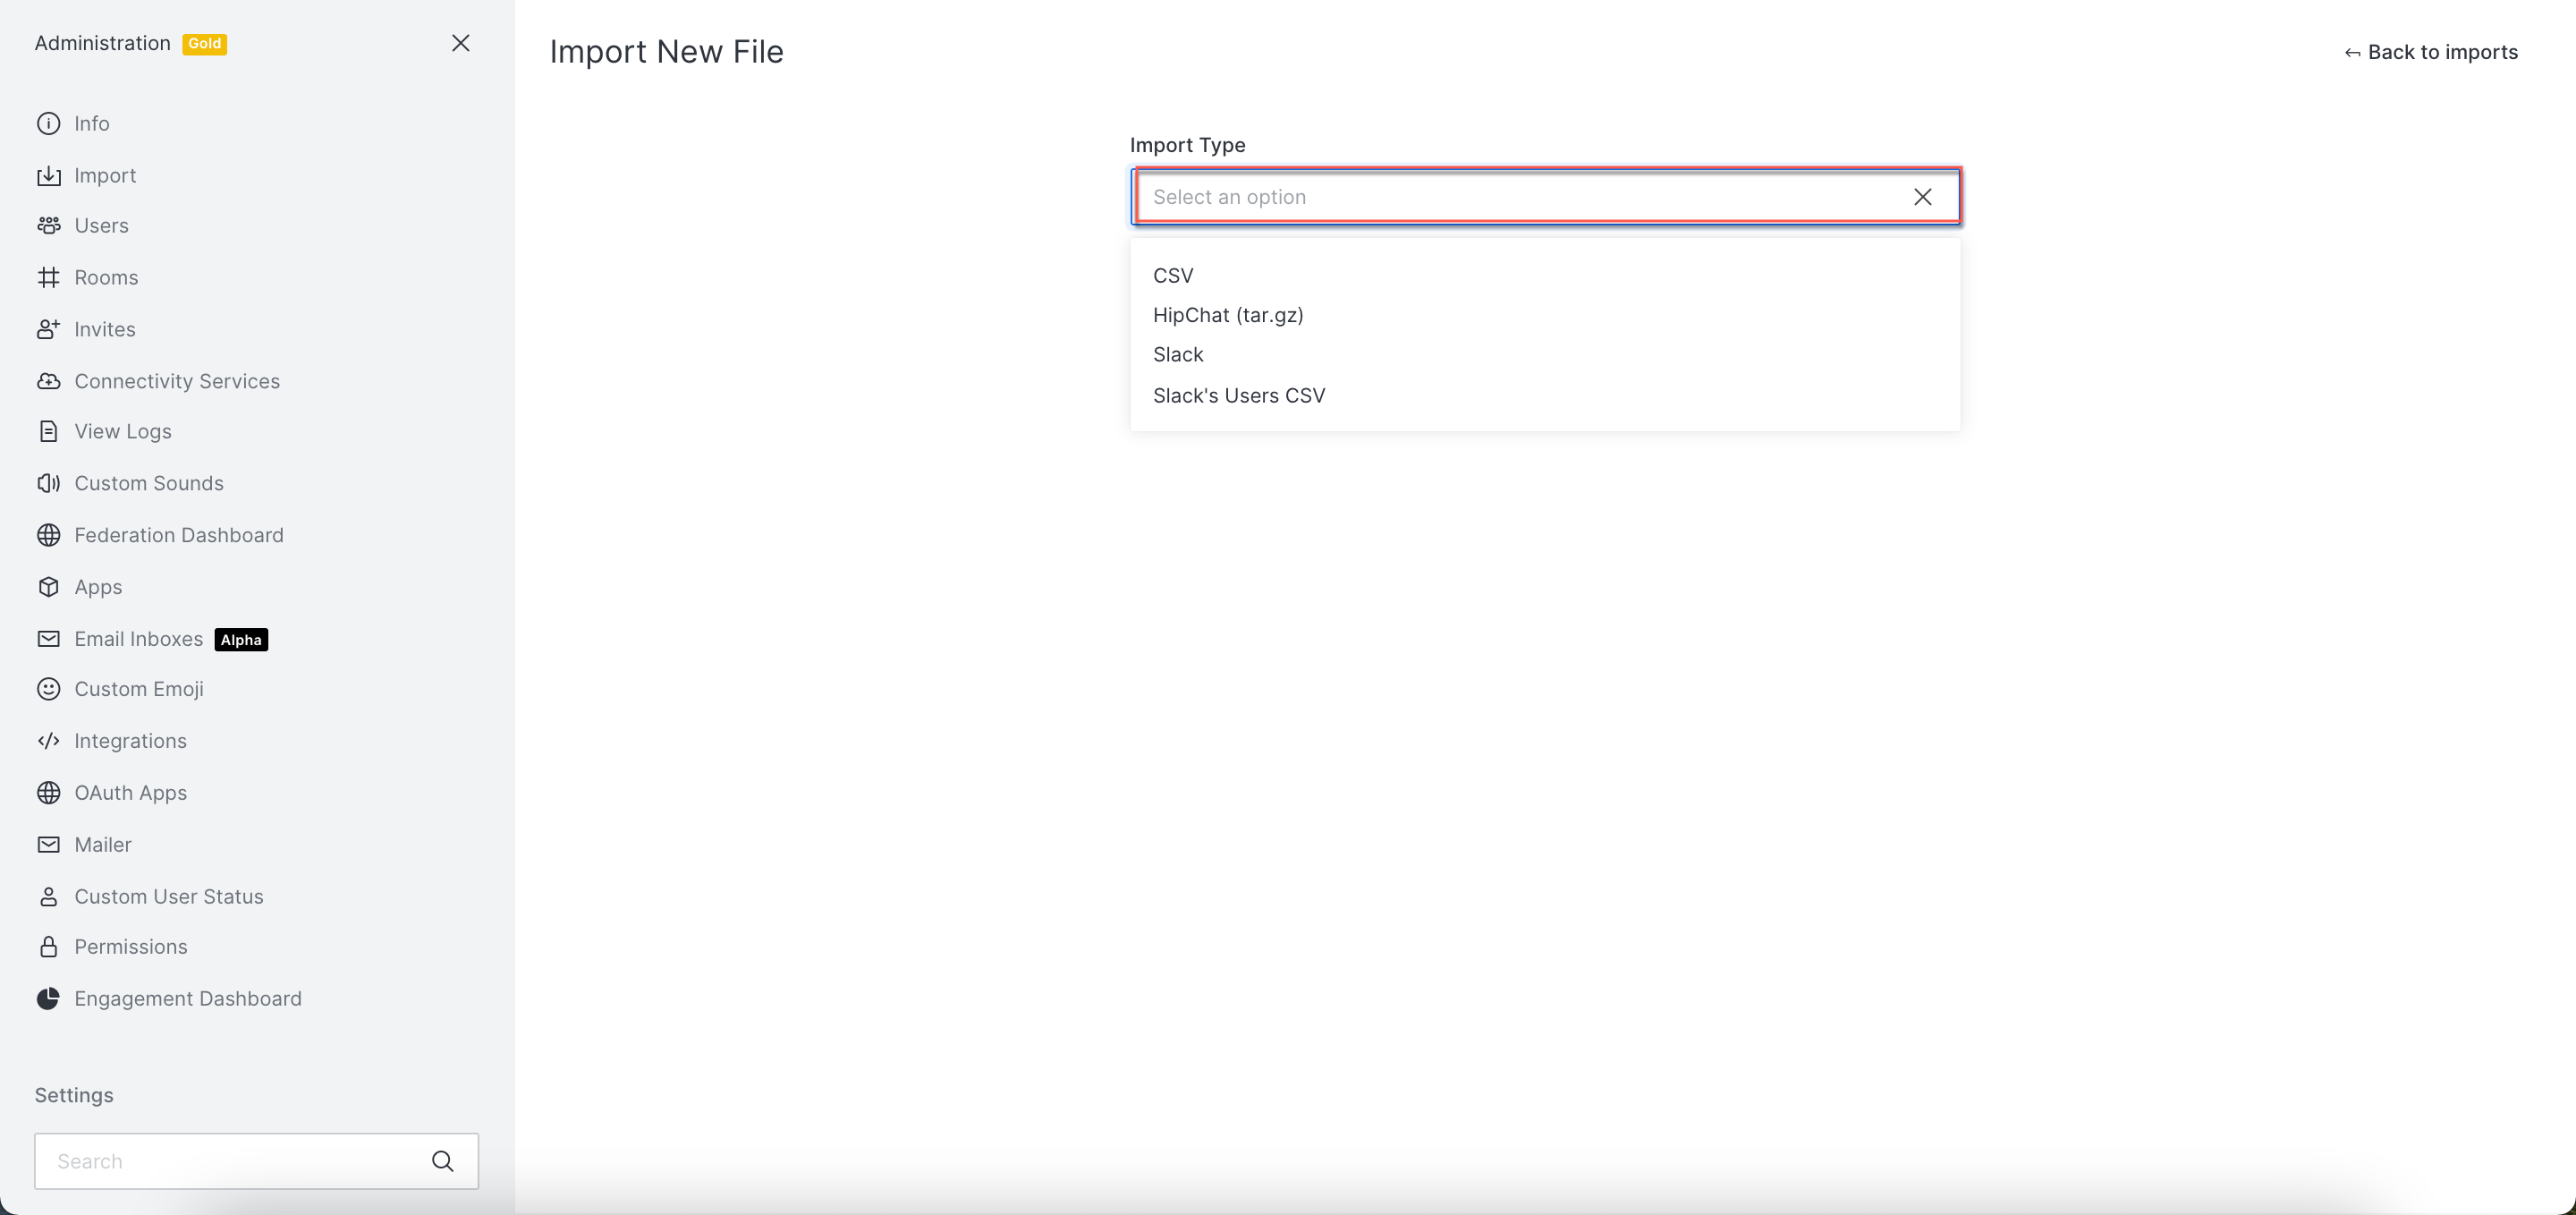 Administration Gold
Info
Import
Users
Rooms
Invites
Connectivity Services
View Logs
Custom Sounds
Federation Dashboard
Apps
Email Inboxes Alpha
Custom Emoji
Integrations
OAuth Apps
Mailer
Custom User Status
Permissions
Engagement Dashboard
Settings
Search
Import New File
Back to imports
Import Type
Select an option
CSV
HipChat (tar.gz)
Slack
Slack's Users CSV